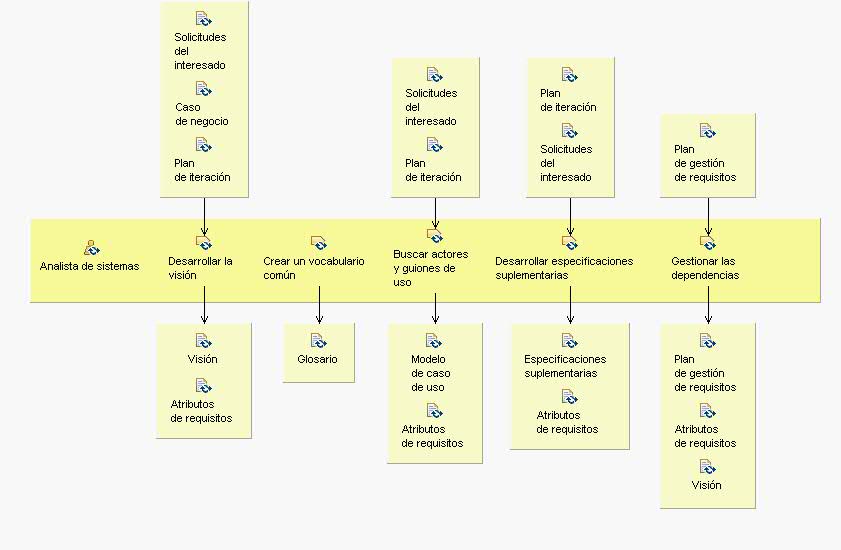 Solicitudes
del
interesado
Caso
de negocio
Plan
de iteración
Solicitudes
del
interesado
Plan
de iteración
Plan
de iteración
Solicitudes
del
interesado
Plan
de gestión
de requisitos
Analista de sistemas
Desarrollar la
visión
Crear un vocabulario
común
Buscar actores
y guiones de
uso
Desarrollar especificaciones
suplementarias
Gestionar las
dependencias
Visión
Atributos
de requisitos
Glosario
Modelo
de caso
de uso
Atributos
de requisitos
Especificaciones
suplementarias
Atributos
de requisitos
Plan
de gestión
de requisitos
Atributos
de requisitos
Visión